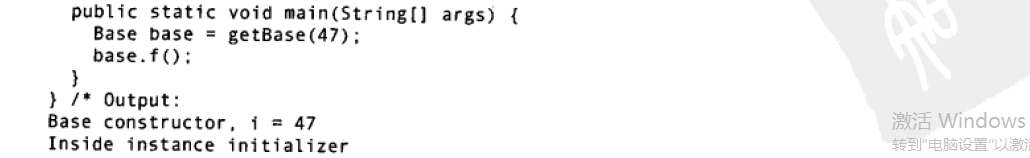 public static void main(String[] args) {
Base base = getBase(47);
base.f();
}
} /* Output:
Base constructor, i = 47
Inside instance initializer
激活 Windows
转到"电脑设置"以激活